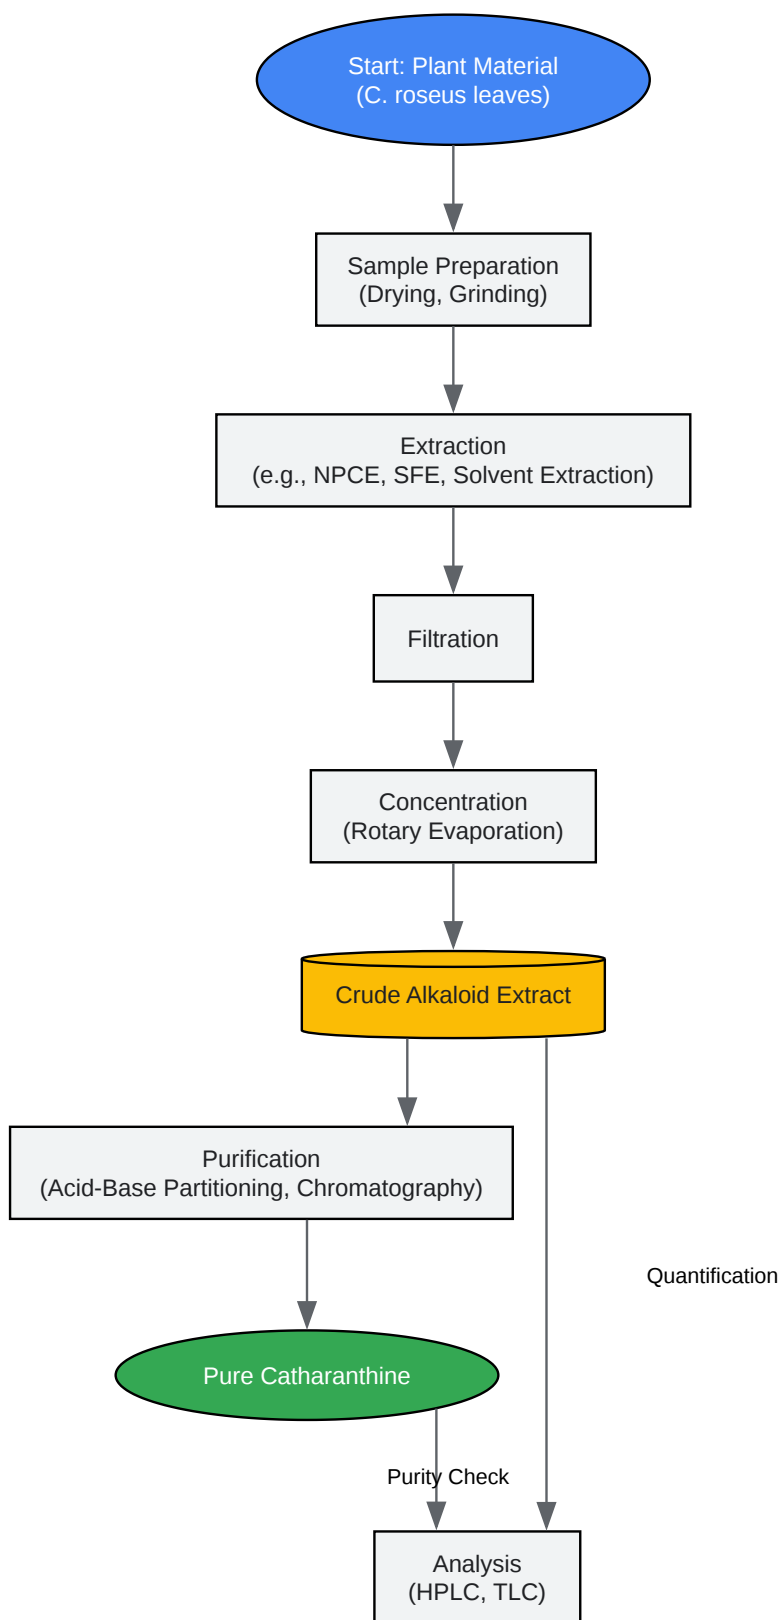 Start: Plant Material
(C. roseus leaves)
Sample Preparation
(Drying, Grinding)
Extraction
(e.g., NPCE, SFE, Solvent Extraction)
Filtration
Concentration
(Rotary Evaporation)
Crude Alkaloid Extract
Purification
(Acid-Base Partitioning, Chromatography)
Quantification
Pure Catharanthine
Purity Check
Analysis
(HPLC, TLC)